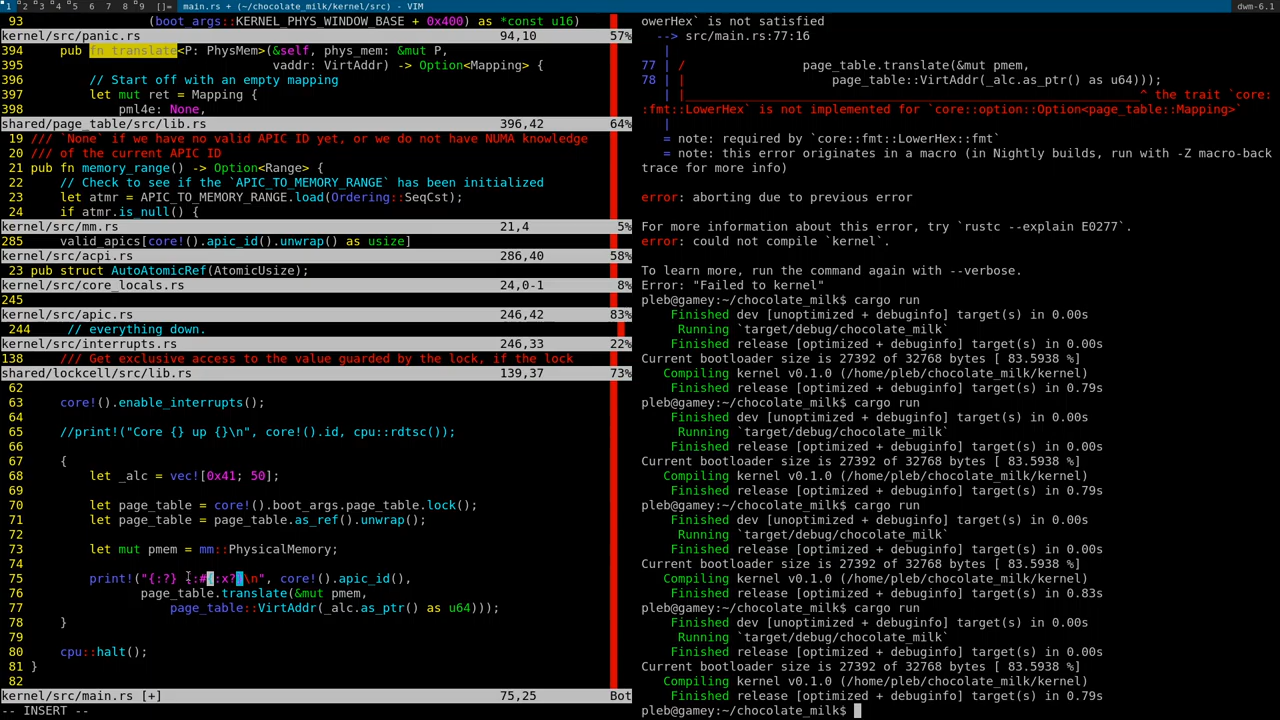 1 2 3 4 5 6 7 8 9 []= main.rs + (~/chocolate_milk/kernel/src) - VIM
dwm-6.1
93 (boot_args::KERNEL_PHYS_WINDOW_BASE + 0x400) as *const u16)
kernel/src/panic.rs 94,10 57%
394 pub fn translate<P: PhysMem>(&self, phys_mem: &mut P,
395 vaddr: VirtAddr) -> Option<Mapping> {
396 // Start off with an empty mapping
397 let mut ret = Mapping {
398 pml4e: None,
shared/page_table/src/lib.rs 396,42 64%
19 /// `None` if we have no valid APIC ID yet, or we do not have NUMA knowledge
20 /// of the current APIC ID
21 pub fn memory_range() -> Option<Range> {
22 // Check to see if the `APIC_TO_MEMORY_RANGE` has been initialized
23 let atmr = APIC_TO_MEMORY_RANGE.load(Ordering::SeqCst);
24 if atmr.is_null() {
kernel/src/mm.rs 21,4 5%
285 valid_apics[core!().apic_id().unwrap() as usize]
kernel/src/acpi.rs 286,40 58%
23 pub struct AutoAtomicRef(AtomicUsize);
kernel/src/core_locals.rs 24,0-1 8%
245
kernel/src/apic.rs 246,42 83%
244 // everything down.
kernel/src/interrupts.rs 246,33 22%
138 /// Get exclusive access to the value guarded by the lock, if the lock
shared/lockcell/src/lib.rs 139,37 73%
62
63 core!().enable_interrupts();
64
65 //print!("Core {} up {}\n", core!().id, cpu::rdtsc());
66
67 {
68 let _alc = vec![0x41; 50];
69
70 let page_table = core!().boot_args.page_table.lock();
71 let page_table = page_table.as_ref().unwrap();
72
73 let mut pmem = mm::PhysicalMemory;
74
75 print!("{:?} :#{:x?}\n", core!().apic_id(),
76 page_table.translate(&mut pmem,
77 page_table::VirtAddr(_alc.as_ptr() as u64)));
78 }
79
80 cpu::halt();
81 }
82
kernel/src/main.rs [+] 75,25 Bot
-- INSERT --
owerHex` is not satisfied
--> src/main.rs:77:16
|
77 | / page_table.translate(&mut pmem,
78 | | page_table::VirtAddr(_alc.as_ptr() as u64)));
| |____________________________________________________________^ the trait `core:
:fmt::LowerHex` is not implemented for `core::option::Option<page_table::Mapping>`
|
= note: required by `core::fmt::LowerHex::fmt`
= note: this error originates in a macro (in Nightly builds, run with -Z macro-back
trace for more info)
error: aborting due to previous error
For more information about this error, try `rustc --explain E0277`.
error: could not compile `kernel`.
To learn more, run the command again with --verbose.
Error: "Failed to kernel"
pleb@gamey:~/chocolate_milk$ cargo run
Finished dev [unoptimized + debuginfo] target(s) in 0.00s
Running `target/debug/chocolate_milk`
Finished release [optimized + debuginfo] target(s) in 0.00s
Current bootloader size is 27392 of 32768 bytes [ 83.5938 %]
Compiling kernel v0.1.0 (/home/pleb/chocolate_milk/kernel)
Finished release [optimized + debuginfo] target(s) in 0.79s
pleb@gamey:~/chocolate_milk$ cargo run
Finished dev [unoptimized + debuginfo] target(s) in 0.00s
Running `target/debug/chocolate_milk`
Finished release [optimized + debuginfo] target(s) in 0.00s
Current bootloader size is 27392 of 32768 bytes [ 83.5938 %]
Compiling kernel v0.1.0 (/home/pleb/chocolate_milk/kernel)
Finished release [optimized + debuginfo] target(s) in 0.79s
pleb@gamey:~/chocolate_milk$ cargo run
Finished dev [unoptimized + debuginfo] target(s) in 0.00s
Running `target/debug/chocolate_milk`
Finished release [optimized + debuginfo] target(s) in 0.00s
Current bootloader size is 27392 of 32768 bytes [ 83.5938 %]
Compiling kernel v0.1.0 (/home/pleb/chocolate_milk/kernel)
Finished release [optimized + debuginfo] target(s) in 0.83s
pleb@gamey:~/chocolate_milk$ cargo run
Finished dev [unoptimized + debuginfo] target(s) in 0.00s
Running `target/debug/chocolate_milk`
Finished release [optimized + debuginfo] target(s) in 0.00s
Current bootloader size is 27392 of 32768 bytes [ 83.5938 %]
Compiling kernel v0.1.0 (/home/pleb/chocolate_milk/kernel)
Finished release [optimized + debuginfo] target(s) in 0.79s
pleb@gamey:~/chocolate_milk$